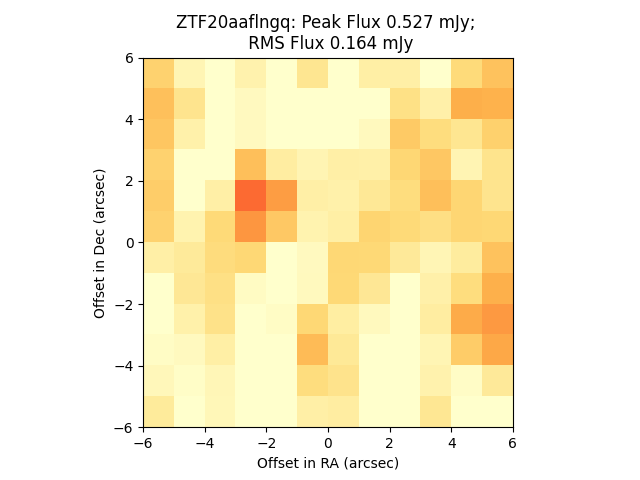 ZTF20aaflngq: Peak Flux 0.527 mJy;
RMS Flux 0.164 mJy
6
4
2
0
−2
−4
−6
Offset in Dec (arcsec)
−6 −4 −2 0 2 4 6
Offset in RA (arcsec)